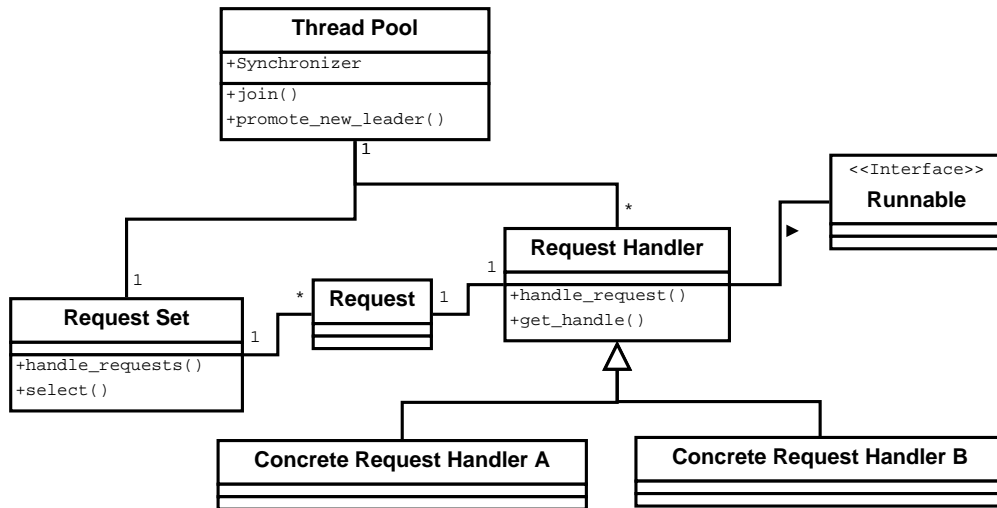 Thread Pool
+Synchronizer
+join()
+promote_new_leader()
1
<<Interface>>
Runnable
*
Request Handler
+handle_request()
+get_handle()
1
1
Request Set
+handle_requests()
+select()
1
*
Request
1
Concrete Request Handler A
Concrete Request Handler B